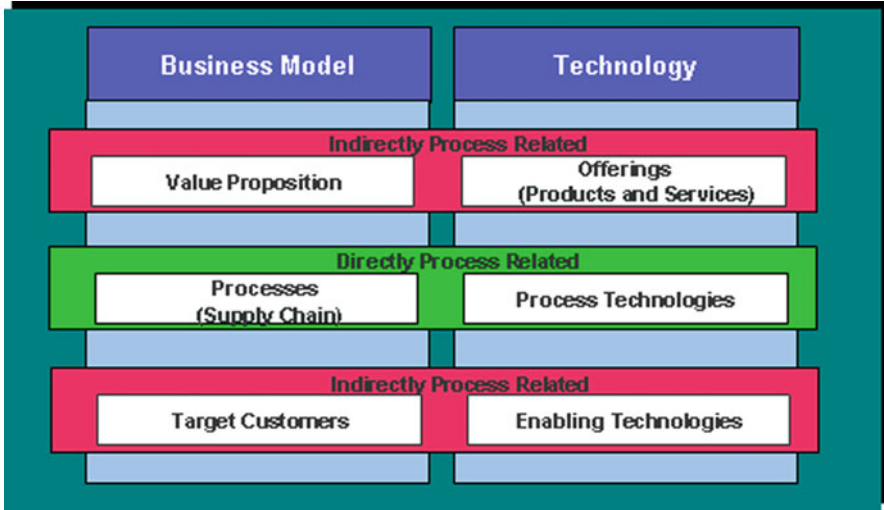 Business Model
Technology
Indirectly Process Related
Value Proposition
Offerings
(Products and Services)
Directly Process Related
Processes
(Supply Chain)
Process Technologies
Indirectly Process Related
Target Customers
Enabling Technologies